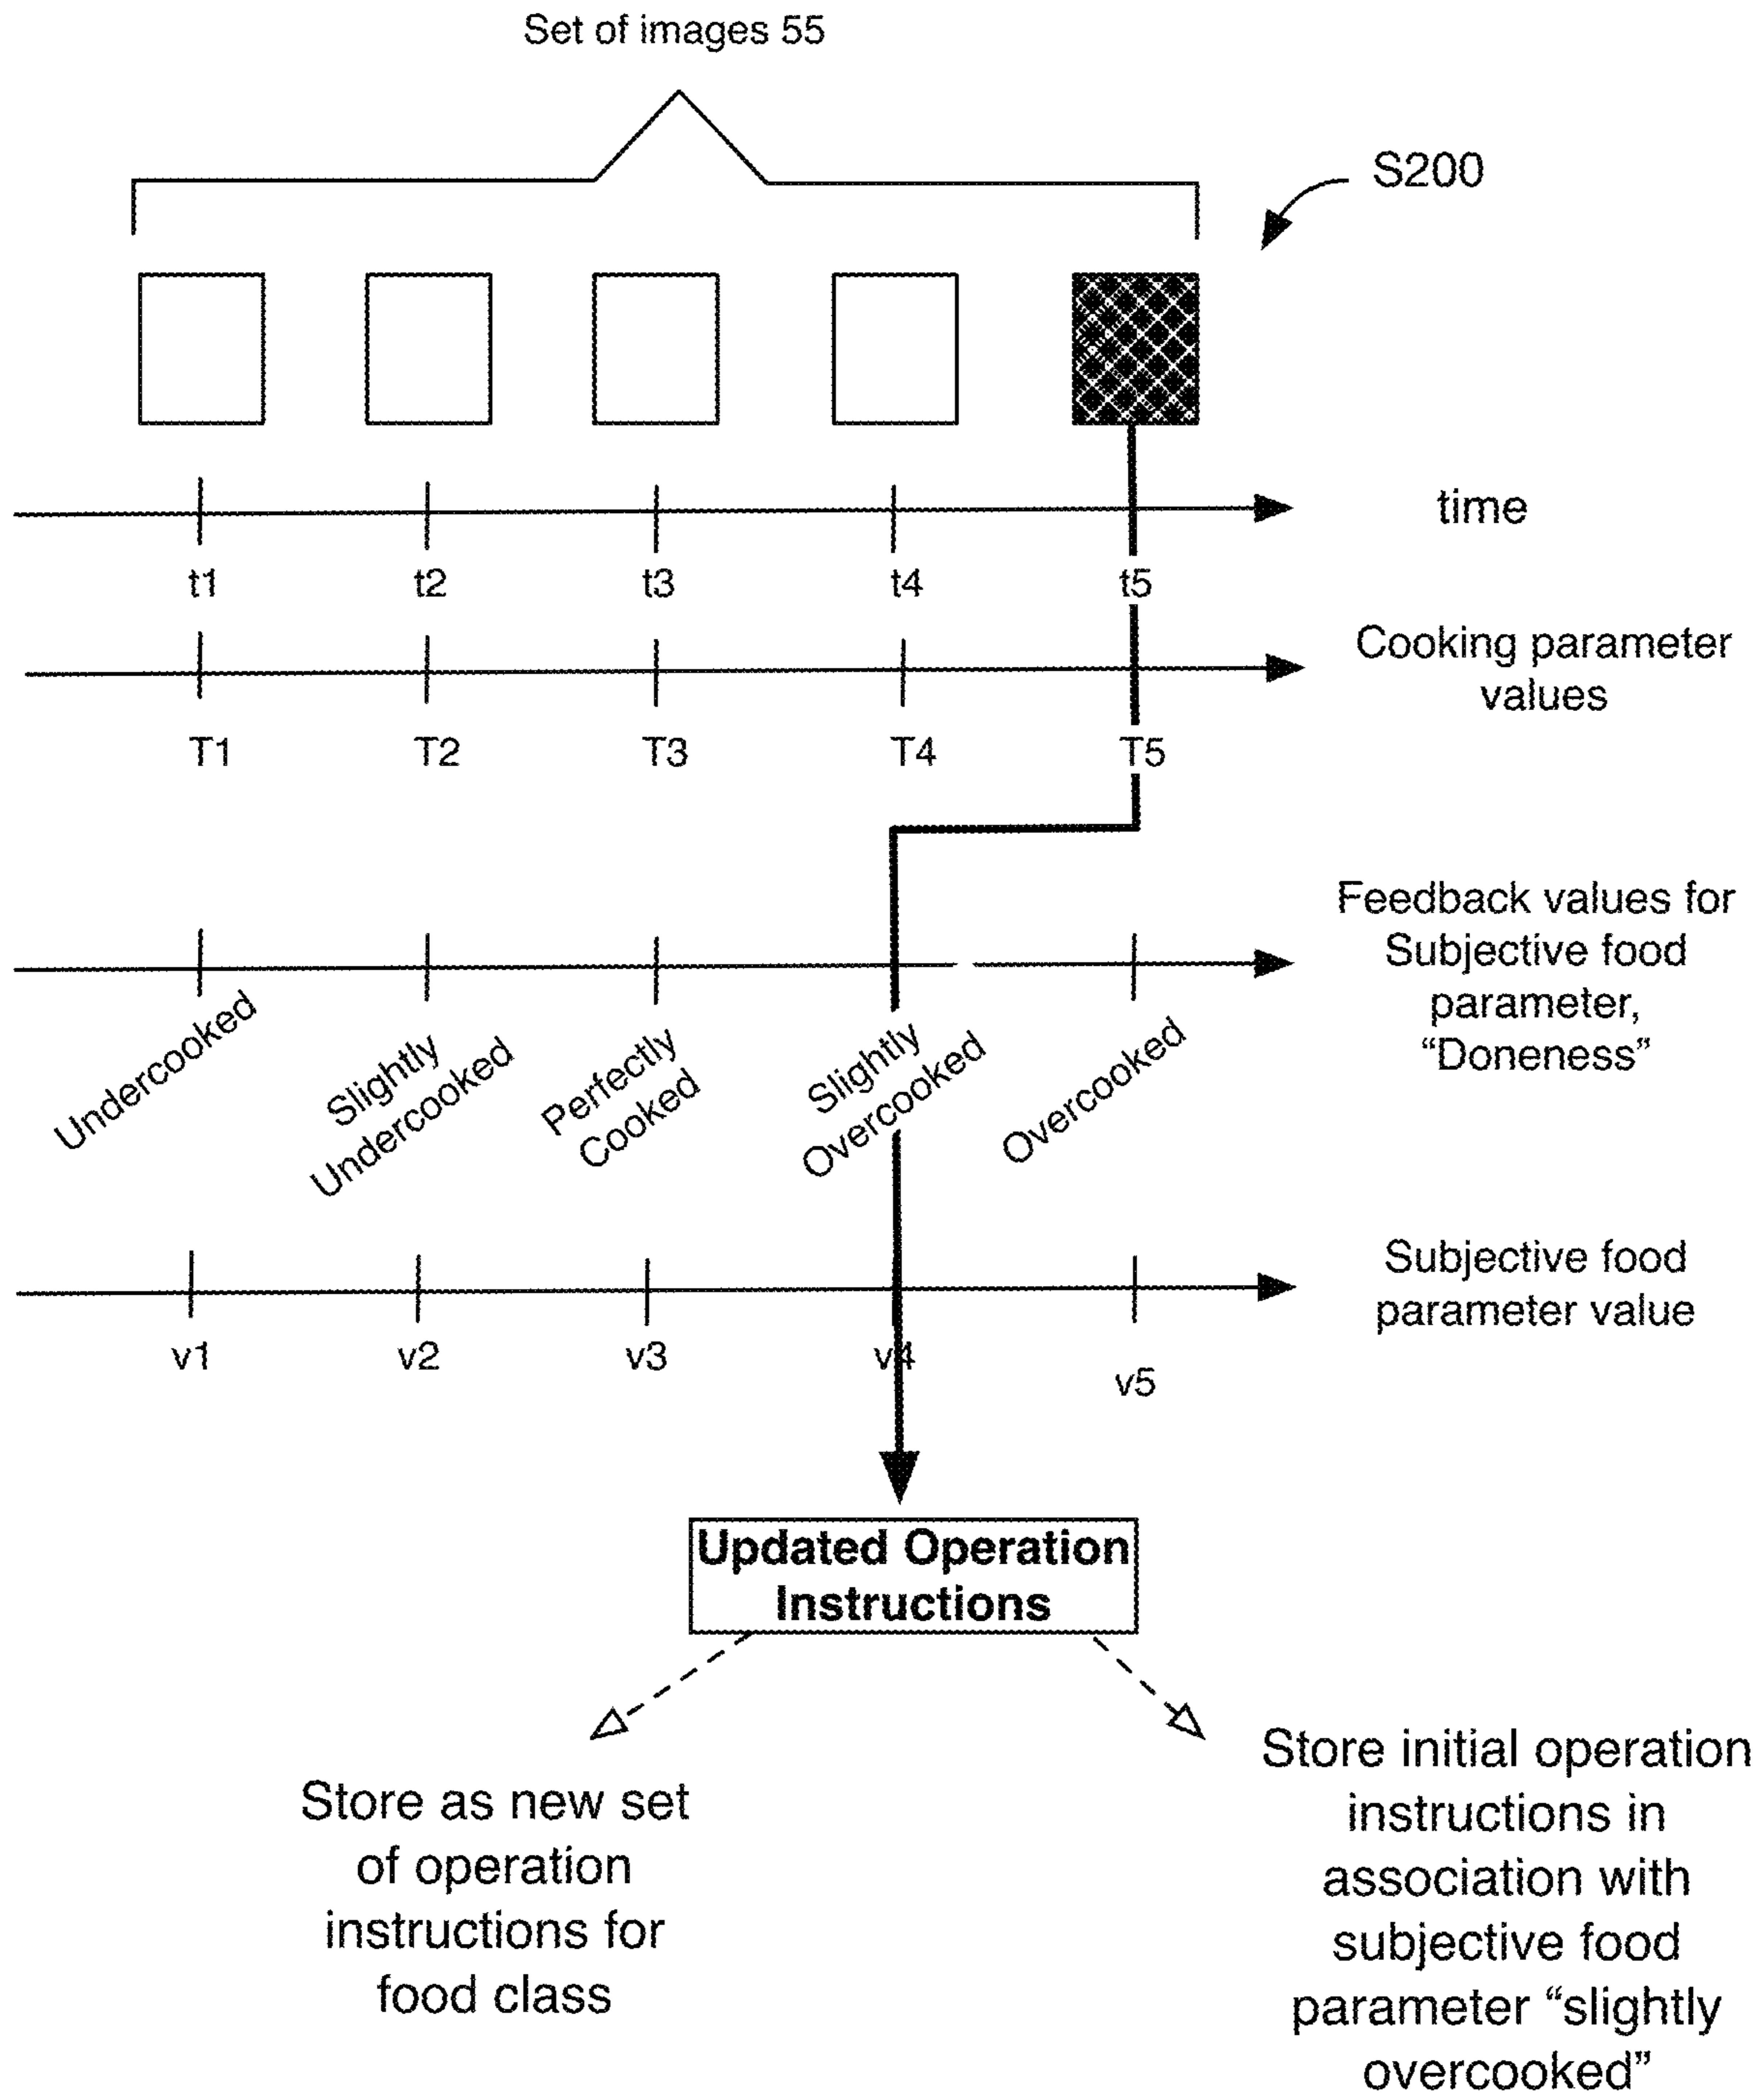 Set of images 55
S200
time
t1 t2 t3 t4 t5
Cooking parameter
values
T1 T2 T3 T4 T5
Feedback values for
Subjective food
parameter,
“Doneness”
Undercooked
Slightly
Undercooked
Perfectly
Cooked
Slightly
Overcooked
Overcooked
Subjective food
parameter value
v1 v2 v3 v4 v5
Updated Operation
Instructions
Store as new set
of operation
instructions for
food class
Store initial operation
instructions in
association with
subjective food
parameter “slightly
overcooked”